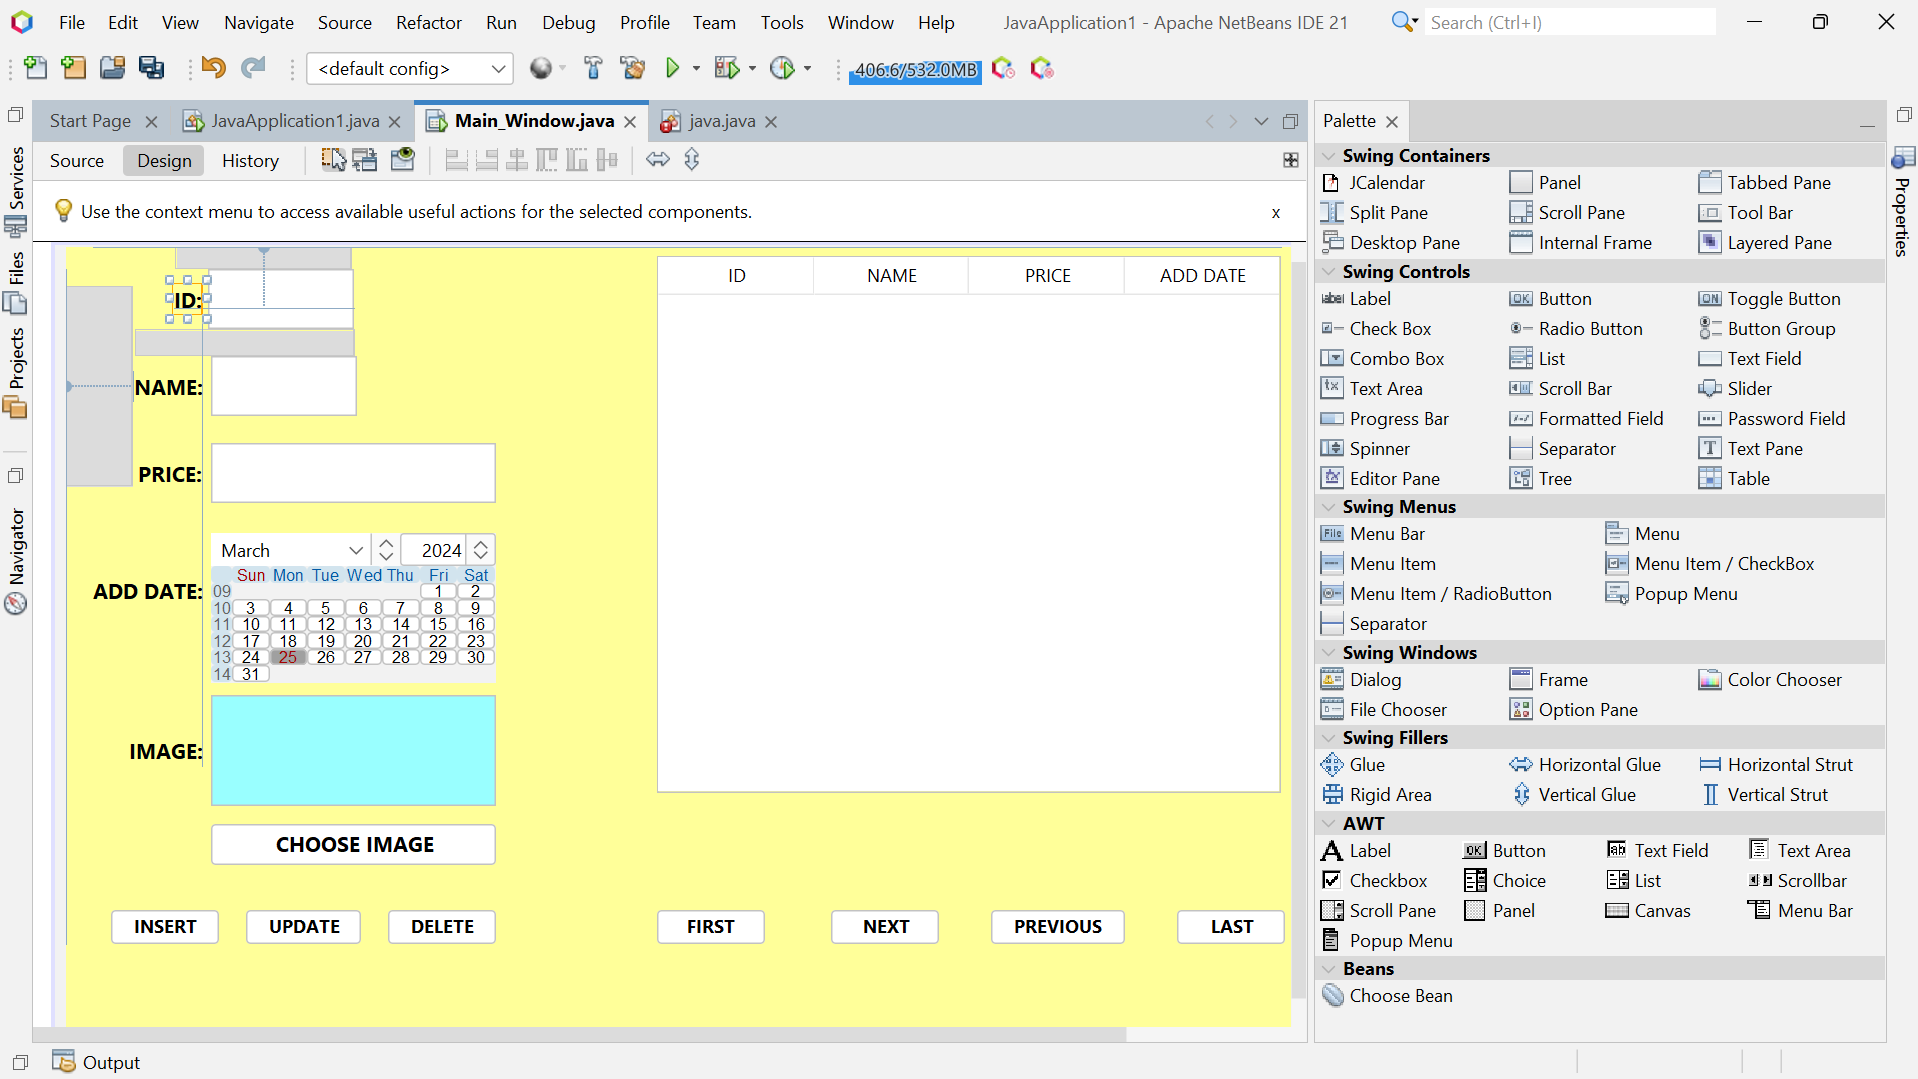 File Edit View Navigate Source Refactor Run Debug Profile Team Tools Window Help JavaApplication1 - Apache NetBeans IDE 21 Search (Ctrl+I)
<default config> 406.6/532.0MB
Start Page JavaApplication1.java Main_Window.java java.java
Source Design History
Use the context menu to access available useful actions for the selected components. x
Services
Files
Projects
Navigator
ID:
NAME:
PRICE:
ADD DATE:
March 2024
Sun Mon Tue Wed Thu Fri Sat
09 1 2
10 3 4 5 6 7 8 9
11 10 11 12 13 14 15 16
12 17 18 19 20 21 22 23
13 24 25 26 27 28 29 30
14 31
IMAGE:
CHOOSE IMAGE
INSERT UPDATE DELETE
ID NAME PRICE ADD DATE
FIRST NEXT PREVIOUS LAST
Palette
Swing Containers
JCalendar Panel Tabbed Pane
Split Pane Scroll Pane Tool Bar
Desktop Pane Internal Frame Layered Pane
Swing Controls
label Label OK Button ON Toggle Button
Check Box Radio Button Button Group
Combo Box List Text Field
Text Area Scroll Bar Slider
Progress Bar Formatted Field Password Field
Spinner Separator Text Pane
Editor Pane Tree Table
Swing Menus
File Menu Bar Menu
Menu Item Menu Item / CheckBox
Menu Item / RadioButton Popup Menu
Separator
Swing Windows
Dialog Frame Color Chooser
File Chooser Option Pane
Swing Fillers
Glue Horizontal Glue Horizontal Strut
Rigid Area Vertical Glue Vertical Strut
AWT
A Label OK Button ab Text Field Text Area
Checkbox Choice List Scrollbar
Scroll Pane Panel Canvas Menu Bar
Popup Menu
Beans
Choose Bean
Properties
Output